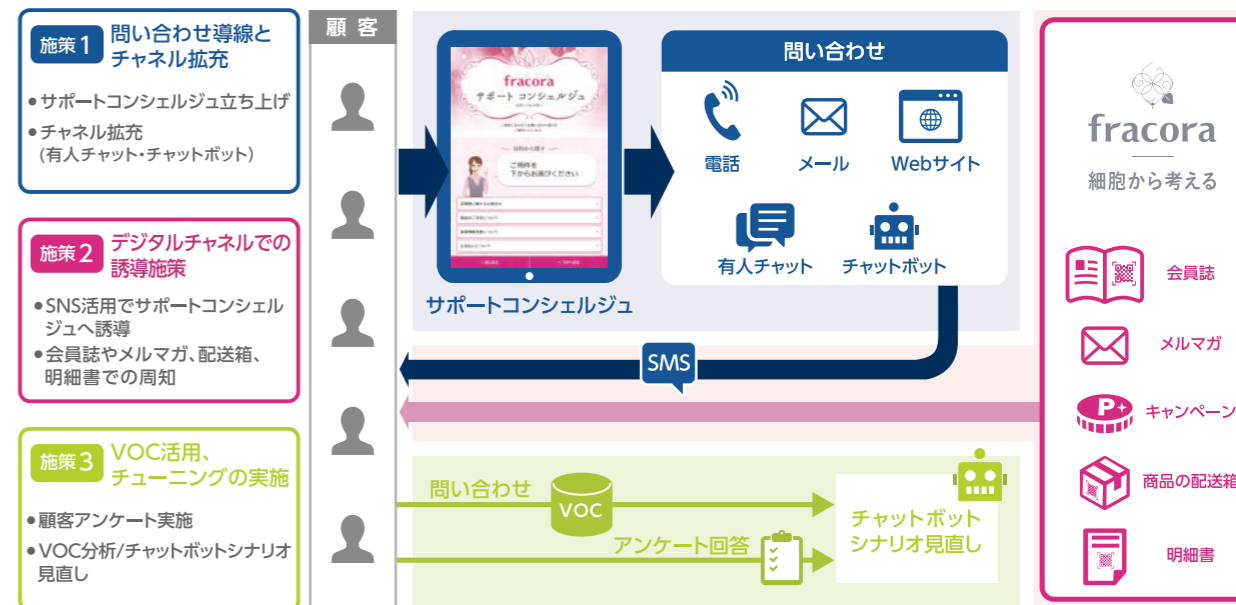 施策1
問い合わせ導線と
チャネル拡充
•サポートコンシェルジュ立ち上げ
•チャネル拡充
(有人チャット・チャットボット)
施策2
デジタルチャネルでの
誘導施策
•SNS活用でサポートコンシェル
ジュへ誘導
•会員誌やメルマガ、配送箱、
明細書での周知
施策3
VOC活用、
チューニングの実施
•顧客アンケート実施
•VOC分析/チャットボットシナリオ
見直し
顧客
fracora
サポート コンシェルジュ
ご用件を
下からお選びください
サポートコンシェルジュ
問い合わせ
電話
メール
Webサイト
有人チャット
チャットボット
SMS
問い合わせ
VOC
アンケート回答
チャットボット
シナリオ見直し
fracora
細胞から考える
会員誌
メルマガ
P+
キャンペーン
商品の配送箱
明細書